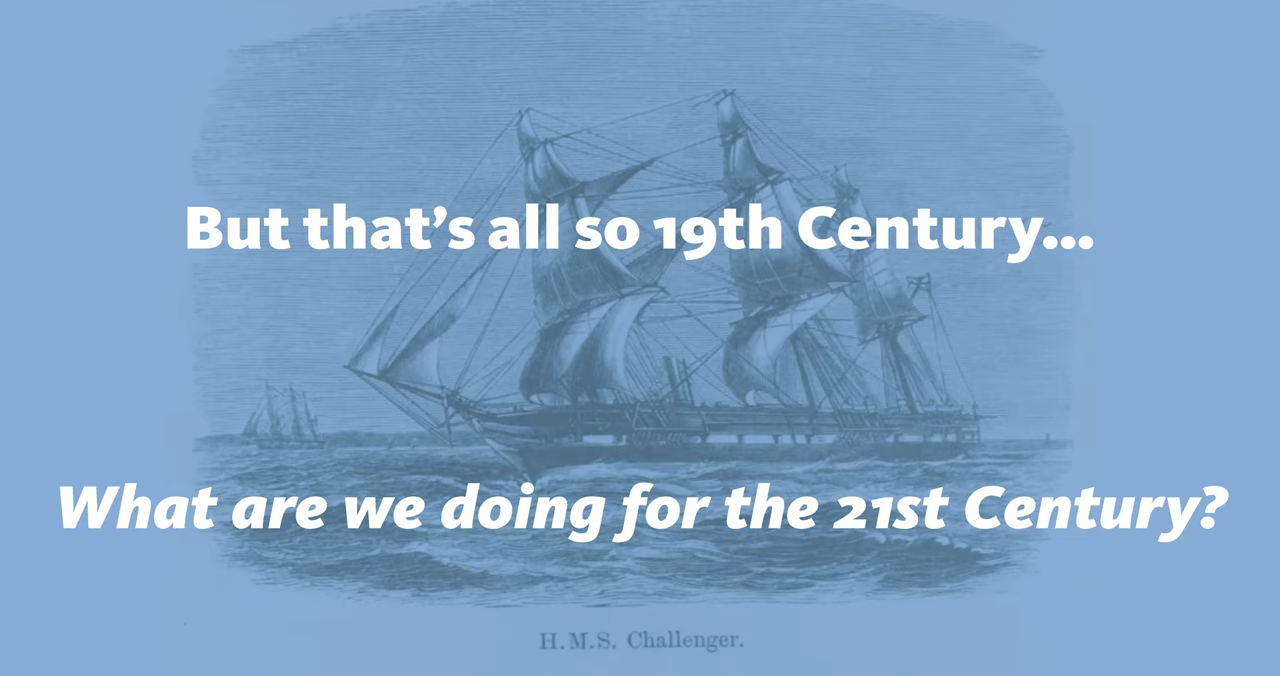 But that’s all so 19th Century...
What are we doing for the 21st Century?
H.M.S. Challenger.